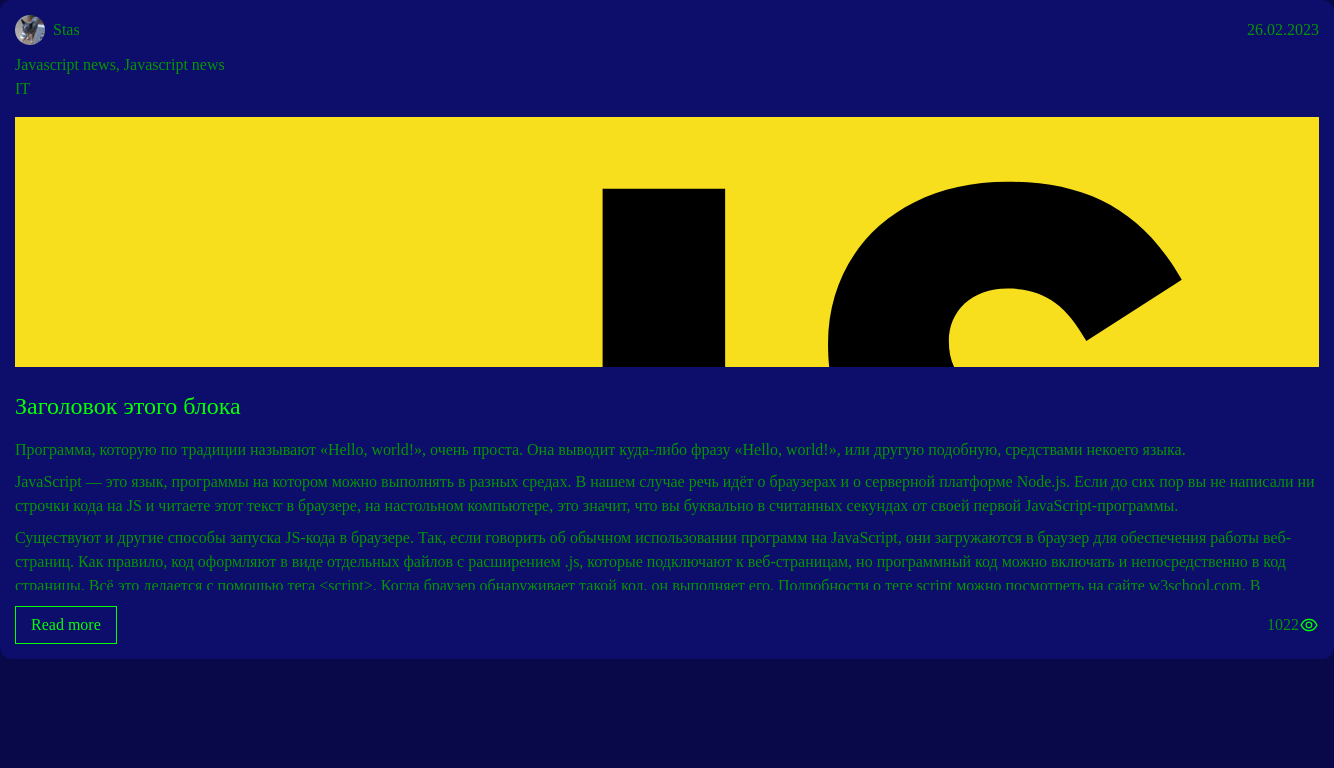 Stas
26.02.2023
Javascript news, Javascript news
IT
JS
Заголовок этого блока
Программа, которую по традиции называют «Hello, world!», очень проста. Она выводит куда-либо фразу «Hello, world!», или другую подобную, средствами некоего языка.
JavaScript — это язык, программы на котором можно выполнять в разных средах. В нашем случае речь идёт о браузерах и о серверной платформе Node.js. Если до сих пор вы не написали ни
строчки кода на JS и читаете этот текст в браузере, на настольном компьютере, это значит, что вы буквально в считанных секундах от своей первой JavaScript-программы.
Существуют и другие способы запуска JS-кода в браузере. Так, если говорить об обычном использовании программ на JavaScript, они загружаются в браузер для обеспечения работы веб-
страниц. Как правило, код оформляют в виде отдельных файлов с расширением .js, которые подключают к веб-страницам, но программный код можно включать и непосредственно в код
страницы. Всё это делается с помощью тега <script>. Когда браузер обнаруживает такой код, он выполняет его. Подробности о теге script можно посмотреть на сайте w3school.com. В
Read more
1022